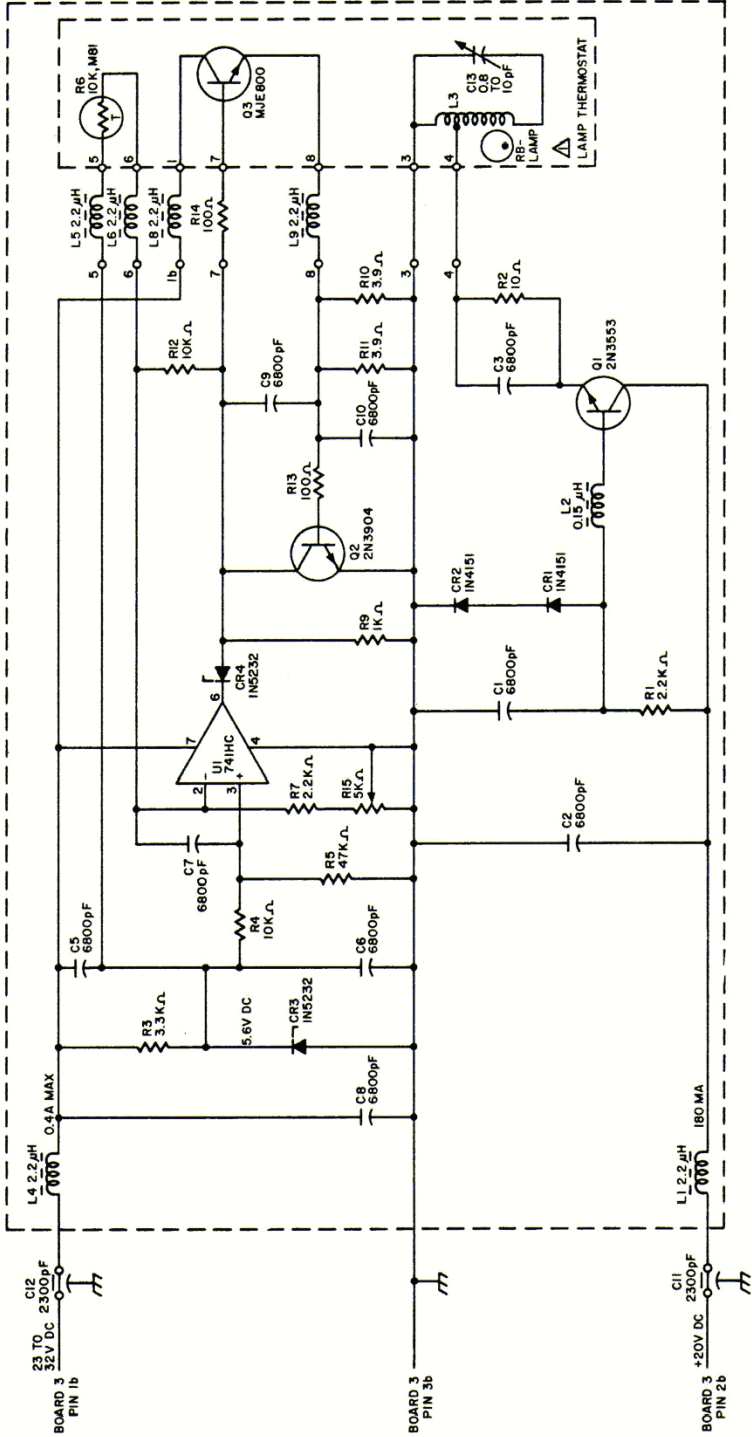 BOARD 3
PIN 1b
23 TO
32V DC
C12
2300pF
L4 2.2µH
0.4A MAX
C8
6800pF
R3
3.3KΩ
5.6V DC
CR3
1N5232
C5
6800pF
C6
6800pF
R4
10KΩ
C7
6800pF
R5
47KΩ
2
-
3
+
U1
741HC
7
6
4
R7
2.2KΩ
R15
5KΩ
CR4
1N5232
R9
1KΩ
Q2
2N3904
R13
100Ω
C9
6800pF
C10
6800pF
R12
10KΩ
R11
3.9Ω
R10
3.9Ω
5
6
1b
7
8
3
4
L5 2.2µH
L6 2.2µH
L8 2.2µH
R14
100Ω
L9 2.2µH
5
6
1
7
8
3
4
R6
10K, M81
T
Q3
MJE800
C13
0.8
TO
10pF
L3
RB-
LAMP
LAMP THERMOSTAT
BOARD 3
PIN 3b
BOARD 3
PIN 2b
+20V DC
C11
2300pF
L1 2.2µH
180 MA
C2
6800pF
C1
6800pF
R1
2.2KΩ
CR2
1N4151
CR1
1N4151
L2
0.15 µH
Q1
2N3553
C3
6800pF
R2
10Ω